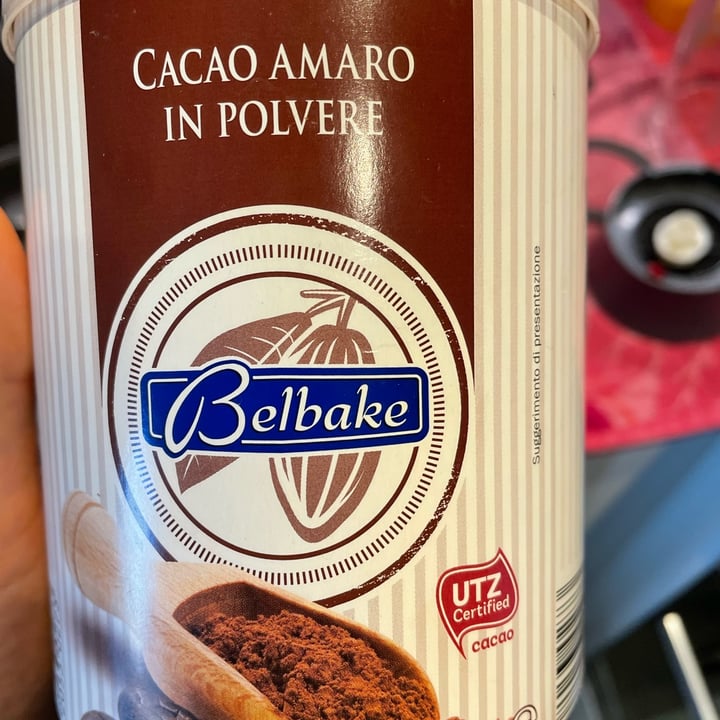 CACAO AMARO
IN POLVERE
Belbake
Suggerimento di presentazione
UTZ
Certified
cacao